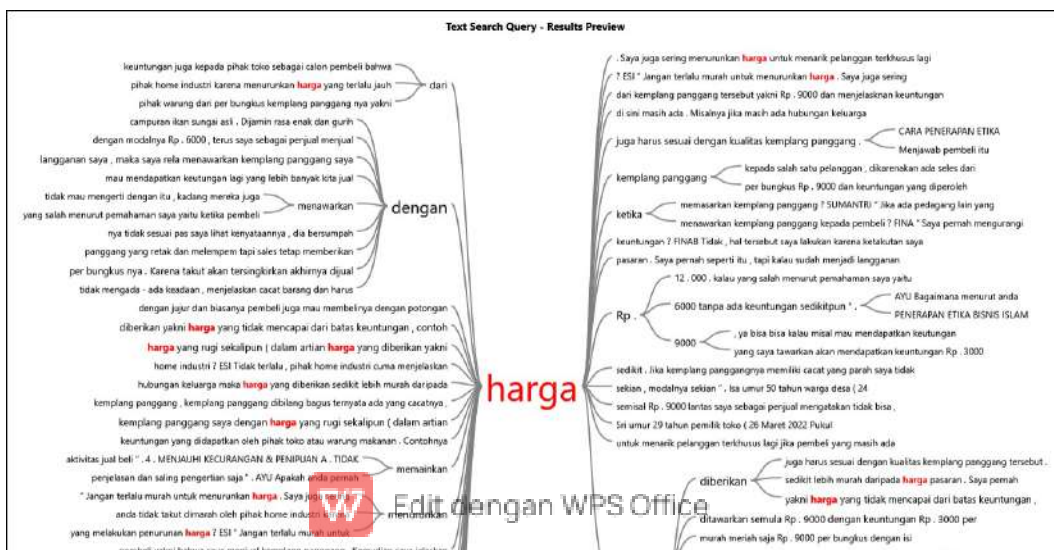 Text Search Query - Results Preview
keuntungan juga kepada pihak toko sebagai calon pembeli bahwa
pihak home industri karena menurunkan harga yang terlalu jauh
pihak warung dari per bungkus kemplang panggang nya yakni
dari
campuran ikan sungai asli . Dijamin rasa enak dan gurih
dengan modalnya Rp . 6000 , terus saya sebagai penjual menjual
langganan saya , maka saya rela menawarkan kemplang panggang saya
mau mendapatkan keutungan lagi yang lebih banyak kita jual
tidak mau mengerti dengan itu , kadang mereka juga
yang salah menurut pemahaman saya yaitu ketika pembeli
menawarkan
nya tidak sesuai pas saya lihat kenyataannya , dia bersumpah
panggang yang retak dan melempem tapi sales tetap memberikan
per bungkus nya . Karena takut akan tersingkirkan akhirnya dijual
tidak mengada - ada keadaan , menjelaskan cacat barang dan harus
dengan
dengan jujur dan biasanya pembeli juga mau membelinya dengan potongan
diberikan yakni harga yang tidak mencapai dari batas keuntungan , contoh
harga yang rugi sekalipun ( dalam artian harga yang diberikan yakni
home industri ? ESI Tidak terlalu , pihak home industri cuma menjelaskan
hubungan keluarga maka harga yang diberikan sedikit lebih murah daripada
kemplang panggang , kemplang panggang dibilang bagus ternyata ada yang cacatnya ,
kemplang panggang saya dengan harga yang rugi sekalipun ( dalam artian
keuntungan yang didapatkan oleh pihak toko atau warung makanan . Contohnya
aktivitas jual beli " . 4 . MENJAUHI KECURANGAN & PENIPUAN A . TIDAK
penjelasan dan saling pengertian saja " . AYU Apakah anda pernah
memainkan
" Jangan terlalu murah untuk menurunkan harga . Saya juga sering
anda tidak takut dimarah oleh pihak home industri
yang melakukan penurunan harga ? ESI " Jangan terlalu murah untuk
menurunkan
harga
. Saya juga sering menurunkan harga untuk menarik pelanggan terkhusus lagi
? ESI " Jangan terlalu murah untuk menurunkan harga . Saya juga sering
dari kemplang panggang tersebut yakni Rp . 9000 dan menjelasknan keuntungan
di sini masih ada . Misalnya jika masih ada hubungan keluarga
juga harus sesuai dengan kualitas kemplang panggang .
CARA PENERAPAN ETIKA
Menjawab pembeli itu
kemplang panggang
kepada salah satu pelanggan , dikarenakan ada seles dari
per bungkus Rp . 9000 dan keuntungan yang diperoleh
ketika
memasarkan kemplang panggang ? SUMANTRI " Jika ada pedagang lain yang
menawarkan kemplang panggang kepada pembeli ? FINA " Saya pernah mengurangi
keuntungan ? FINAB Tidak , hal tersebut saya lakukan karena ketakutan saya
pasaran . Saya pernah seperti itu , tapi kalau sudah menjadi langganan
Rp .
12 . 000 . kalau yang salah menurut pemahaman saya yaitu
6000 tanpa ada keuntungan sedikitpun " .
AYU Bagaimana menurut anda
PENERAPAN ETIKA BISNIS ISLAM
9000
, ya bisa bisa kalau misal mau mendapatkan keutungan
yang saya tawarkan akan mendapatkan keuntungan Rp . 3000
sedikit . Jika kemplang panggangnya memiliki cacat yang parah saya tidak
sekian , modalnya sekian " . Isa umur 50 tahun warga desa ( 24
semisal Rp . 9000 lantas saya sebagai penjual mengatakan tidak bisa ,
Sri umur 29 tahun pemilik toko ( 26 Maret 2022 Pukul
untuk menarik pelanggan terkhusus lagi jika pembeli yang masih ada
diberikan
juga harus sesuai dengan kualitas kemplang panggang tersebut .
sedikit lebih murah daripada harga pasaran . Saya pernah
yakni harga yang tidak mencapai dari batas keuntungan ,
ditawarkan semula Rp . 9000 dengan keuntungan Rp . 3000 per
murah meriah saja Rp . 9000 per bungkus dengan isi
Edit dengan WPS Office